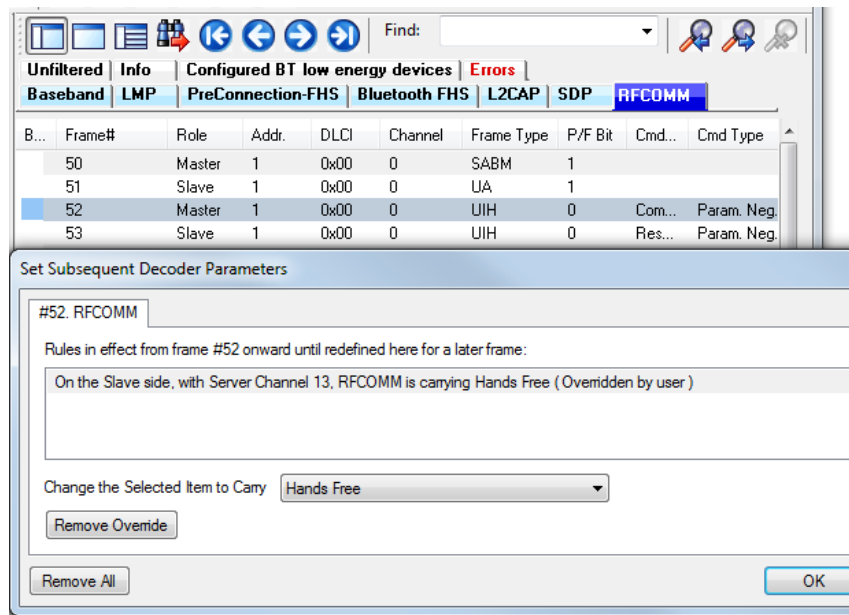 Find:
Unfiltered Info Configured BT low energy devices Errors
Baseband LMP PreConnection-FHS Bluetooth FHS L2CAP SDP RFCOMM
B... Frame# Role Addr. DLCI Channel Frame Type P/F Bit Cmd... Cmd Type
50 Master 1 0x00 0 SABM 1
51 Slave 1 0x00 0 UA 1
52 Master 1 0x00 0 UIH 0 Com... Param. Neg.
53 Slave 1 0x00 0 UIH 0 Res... Param. Neg.
Set Subsequent Decoder Parameters
#52. RFCOMM
Rules in effect from frame #52 onward until redefined here for a later frame:
On the Slave side, with Server Channel 13, RFCOMM is carrying Hands Free ( Overridden by user )
Change the Selected Item to Carry Hands Free
Remove Override
Remove All OK